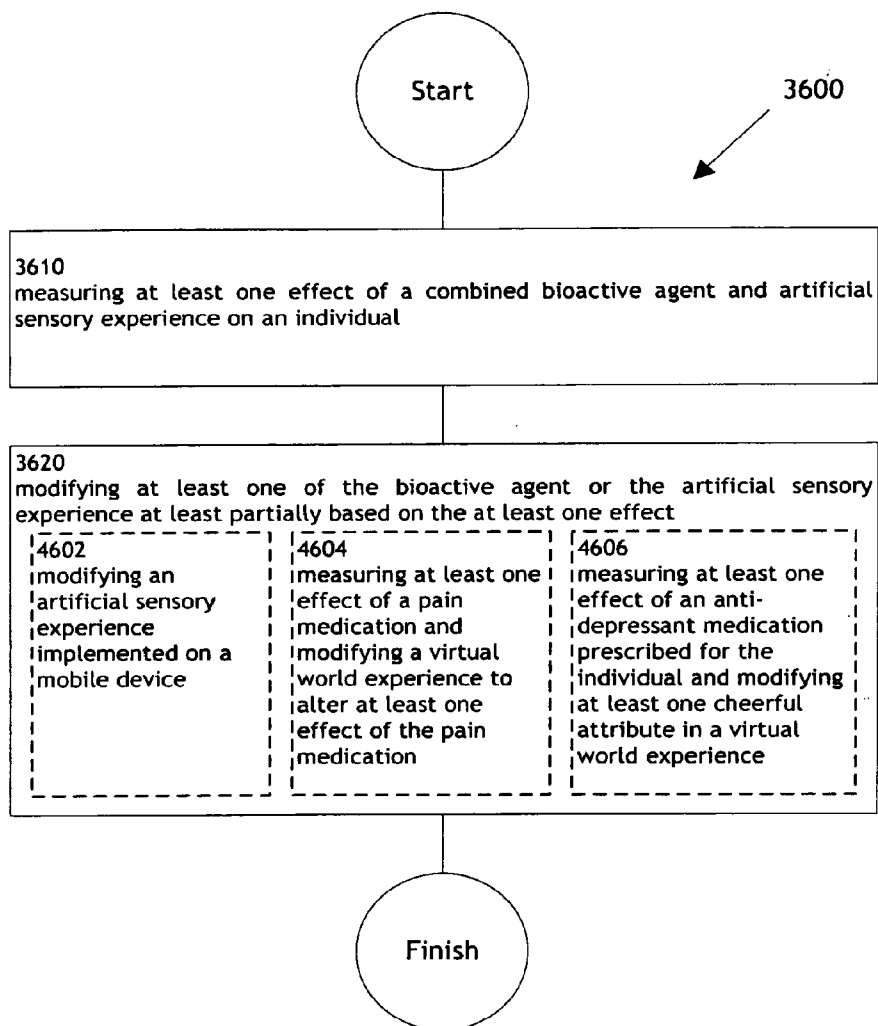 Start
3600
3610
measuring at least one effect of a combined bioactive agent and artificial
sensory experience on an individual
3620
modifying at least one of the bioactive agent or the artificial sensory
experience at least partially based on the at least one effect
4602
modifying an
artificial sensory
experience
implemented on a
mobile device
4604
measuring at least one
effect of a pain
medication and
modifying a virtual
world experience to
alter at least one
effect of the pain
medication
4606
measuring at least one
effect of an anti-
depressant medication
prescribed for the
individual and modifying
at least one cheerful
attribute in a virtual
world experience
Finish